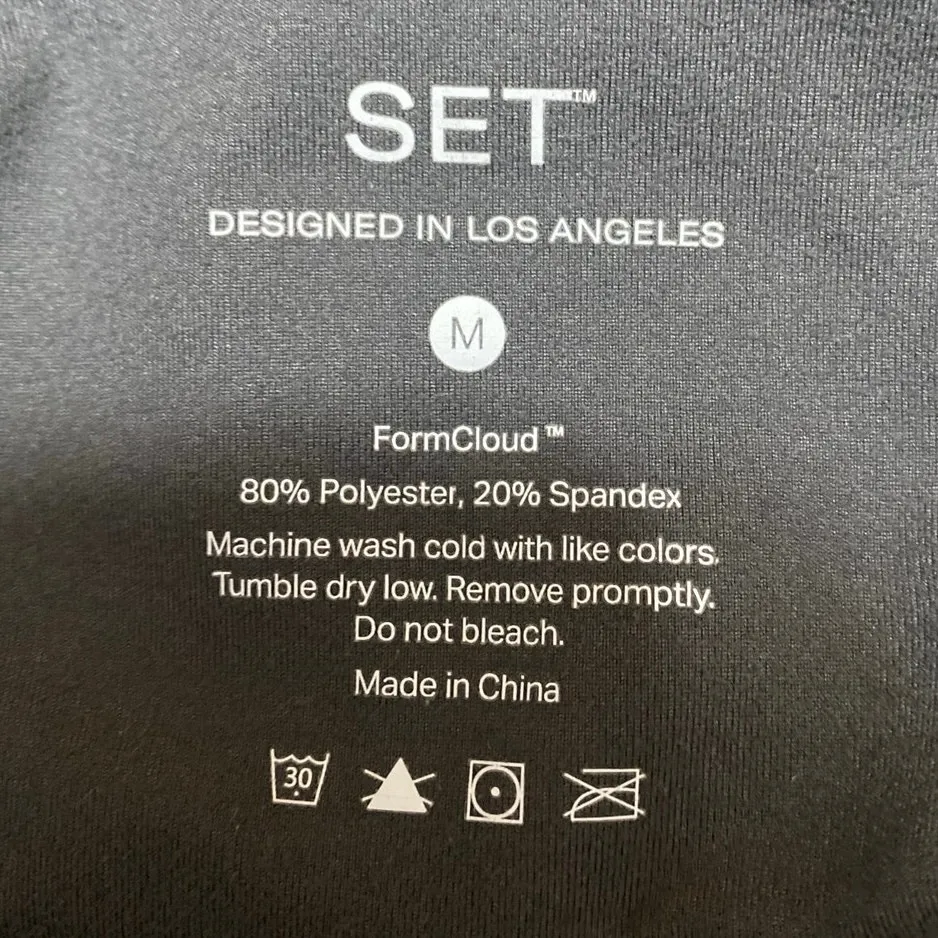 SET™
DESIGNED IN LOS ANGELES
M
FormCloud™
80% Polyester, 20% Spandex
Machine wash cold with like colors.
Tumble dry low. Remove promptly.
Do not bleach.
Made in China
30